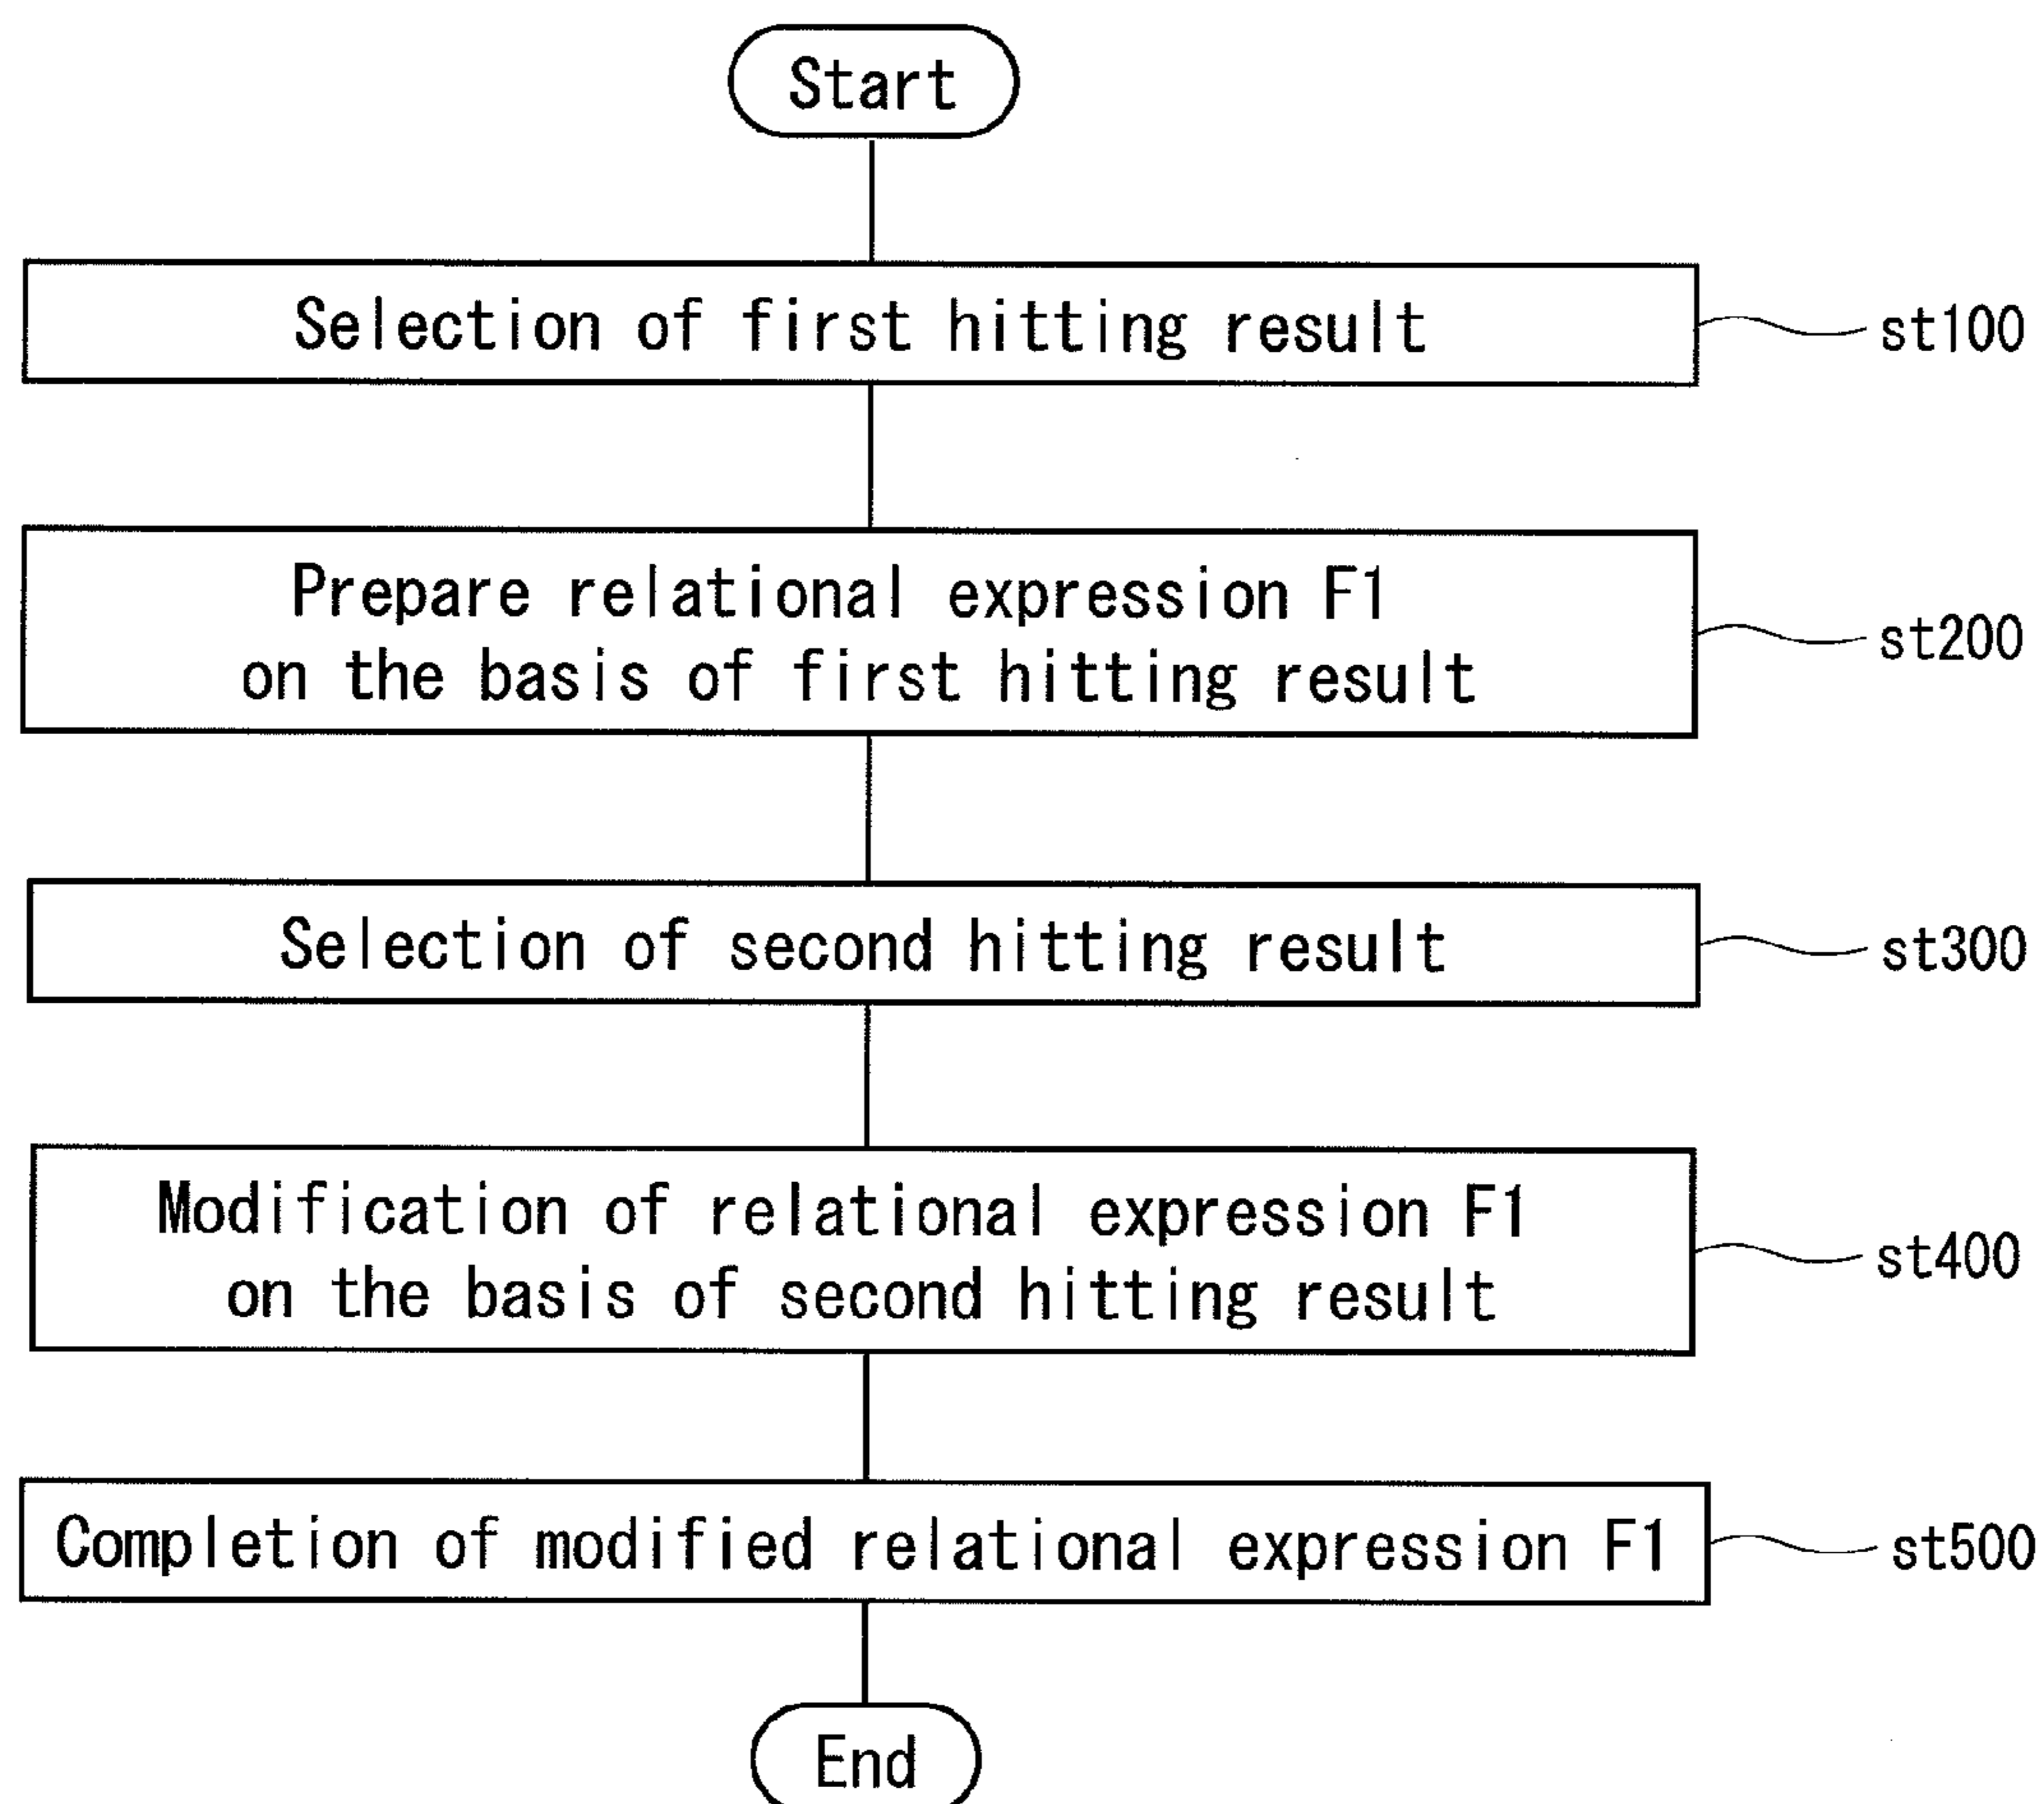 Start
Selection of first hitting result
st100
Prepare relational expression F1
on the basis of first hitting result
st200
Selection of second hitting result
st300
Modification of relational expression F1
on the basis of second hitting result
st400
Completion of modified relational expression F1
st500
End